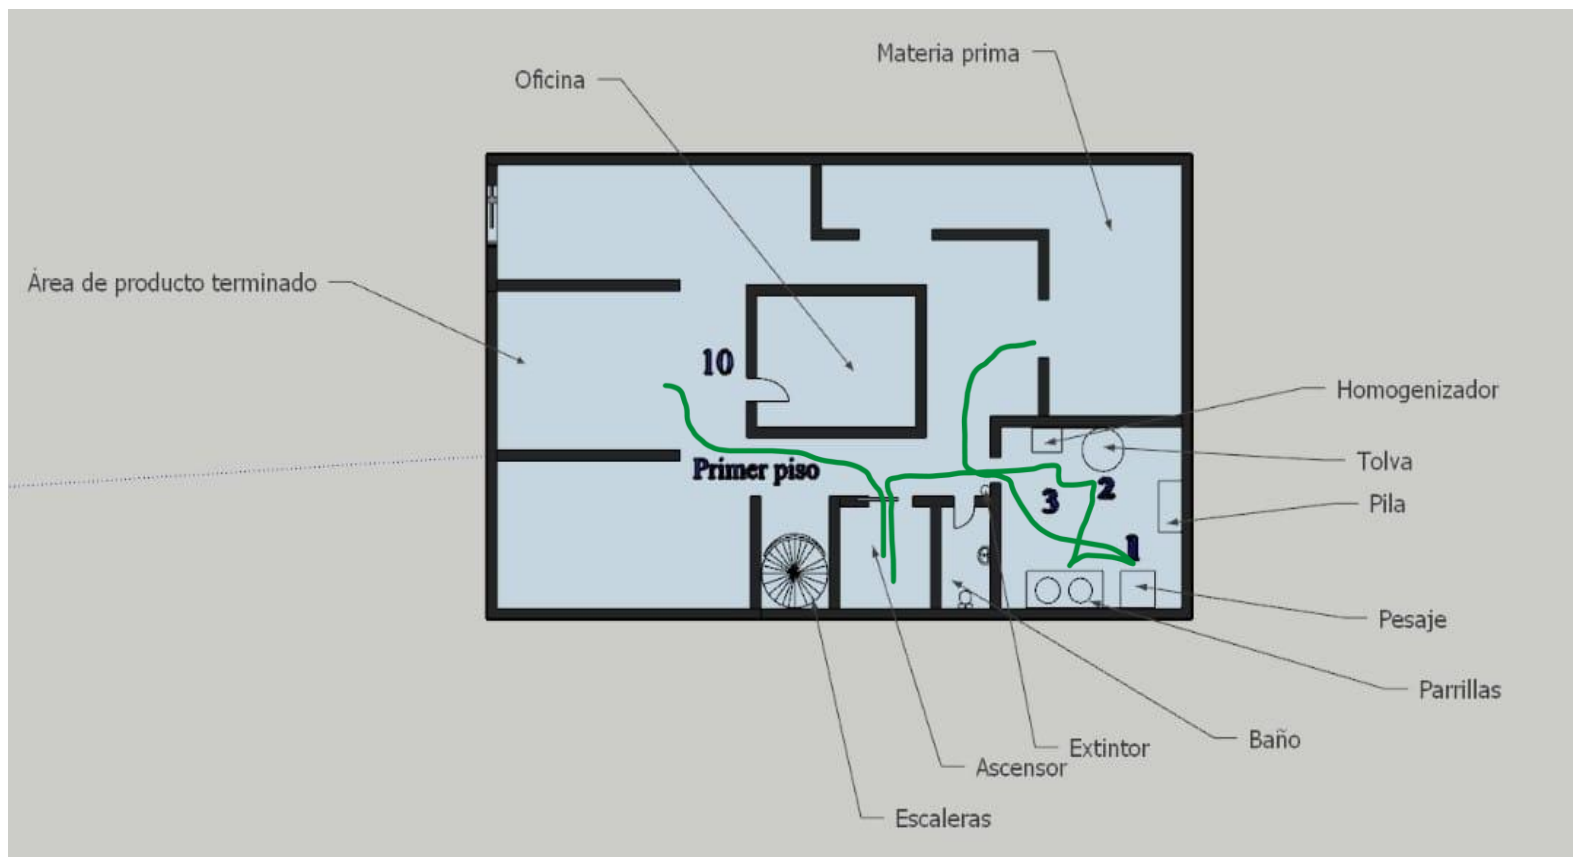 Materia prima
Oficina
Área de producto terminado
10
Homogenizador
Tolva
Primer piso
2
3
Pila
1
Pesaje
Parrillas
Baño
Extintor
Ascensor
Escaleras